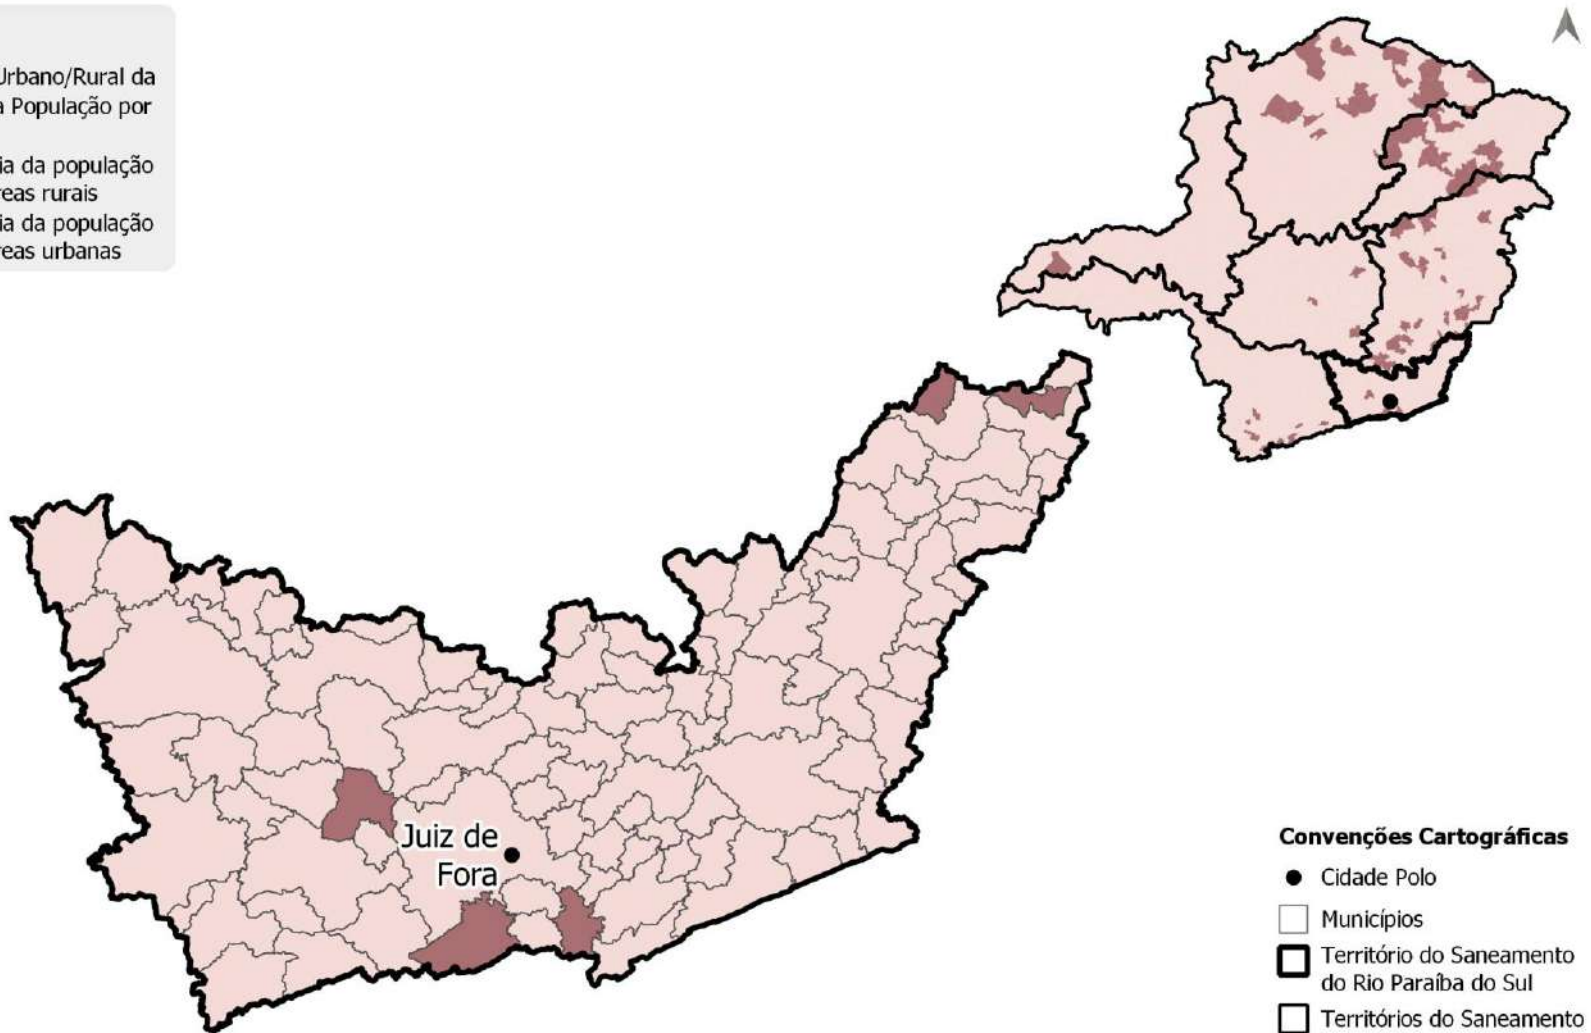 Urbano/Rural da
a População por
ia da população
reas rurais
ia da população
reas urbanas
Juiz de
Fora
Convenções Cartográficas
Cidade Polo
Municípios
Território do Saneamento
do Rio Paraíba do Sul
Territórios do Saneamento